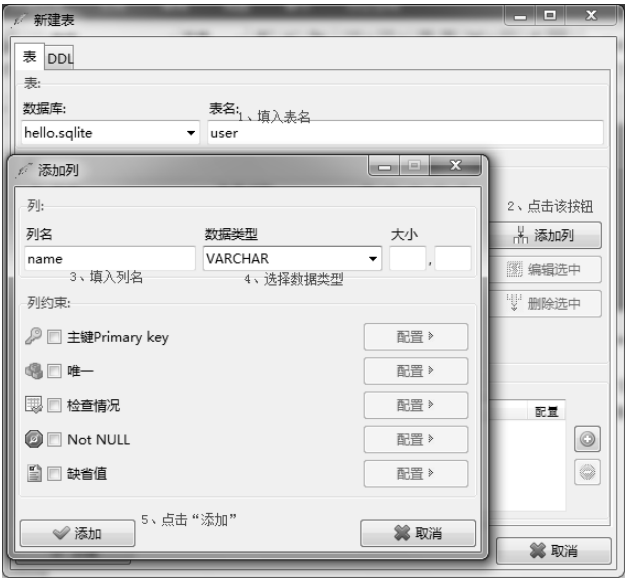 新建表
表 DDL
表:
数据库: 表名:
1、填入表名
hello.sqlite user
添加列
列: 2、点击该按钮
列名 数据类型 大小 添加列
name VARCHAR ,
3、填入列名 4、选择数据类型 编辑选中
列约束: 删除选中
主键Primary key 配置
唯一 配置
检查情况 配置 配置
Not NULL 配置
缺省值 配置
5、点击“添加”
添加 取消
取消